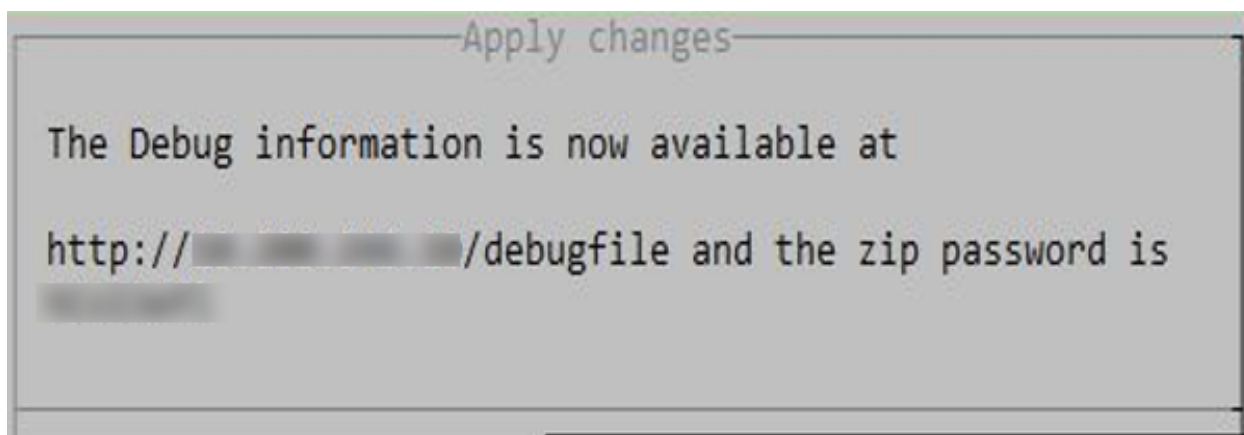 Apply changes
The Debug information is now available at
http:// /debugfile and the zip password is